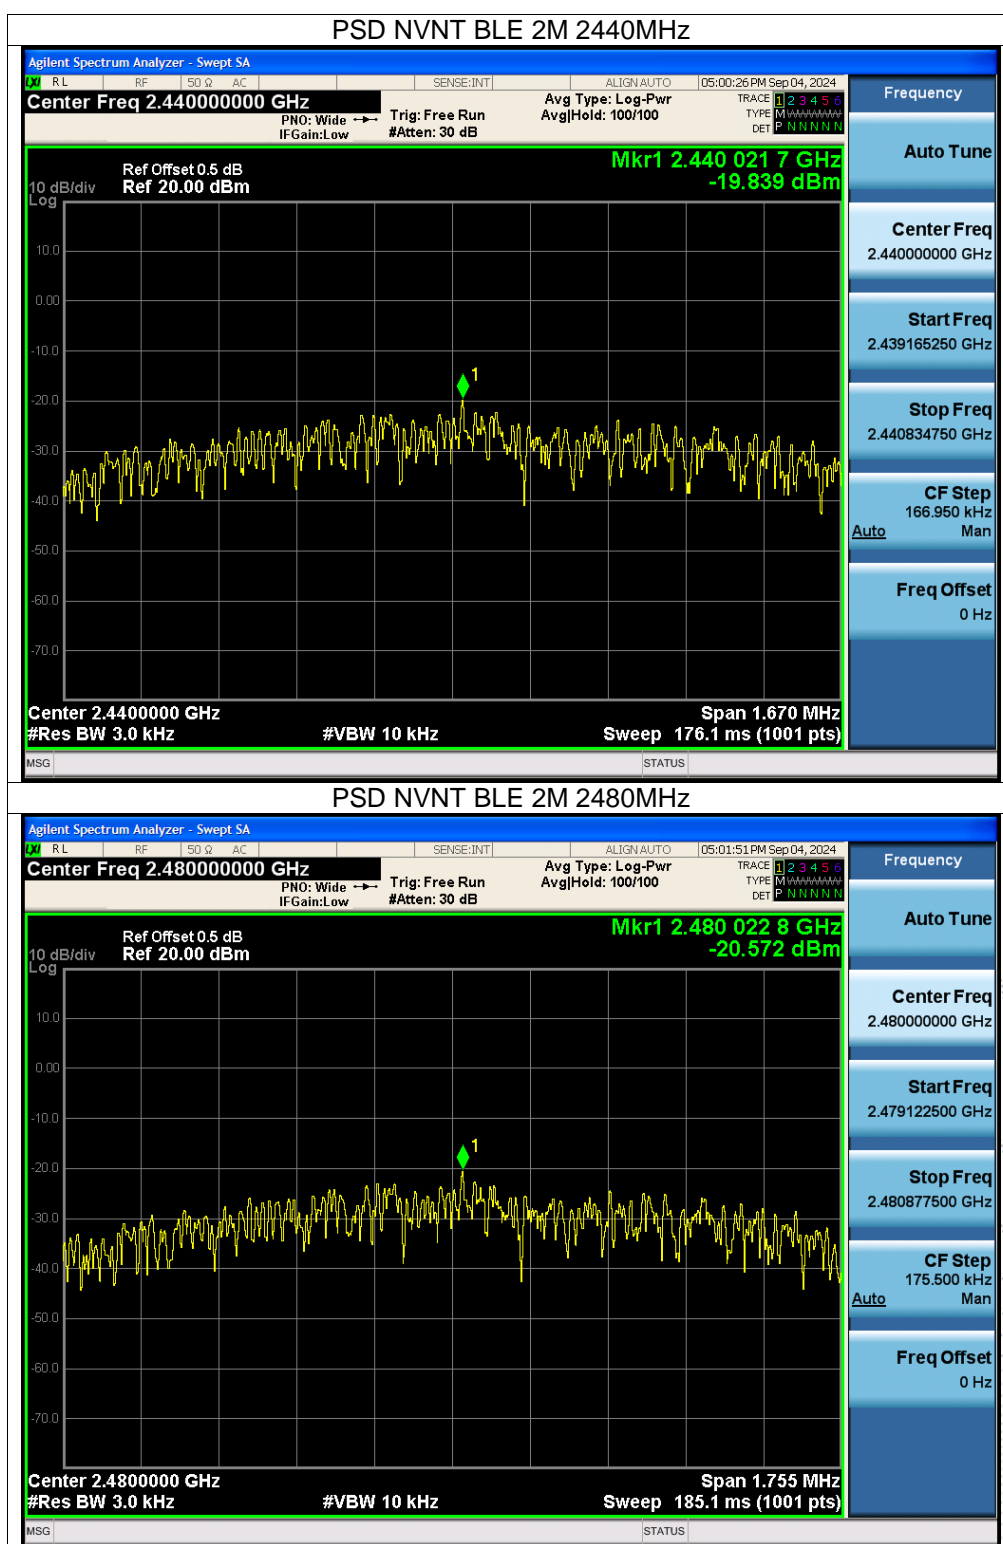 PSD NVNT BLE 2M 2440MHz
Agilent Spectrum Analyzer - Swept SA
LXI RL RF 50 Ω AC SENSE:INT ALIGN AUTO 05:00:26 PM Sep 04, 2024
Center Freq 2.440000000 GHz
PNO: Wide
IFGain:Low
Trig: Free Run
#Atten: 30 dB
Avg Type: Log-Pwr
Avg|Hold: 100/100
TRACE 1 2 3 4 5 6
TYPE M
DET P N N N N N
Frequency
Mkr1 2.440 021 7 GHz
-19.839 dBm
Ref Offset 0.5 dB
10 dB/div Ref 20.00 dBm
Log
10.0
0.00
-10.0
-20.0
-30.0
-40.0
-50.0
-60.0
-70.0
1
Center 2.4400000 GHz Span 1.670 MHz
#Res BW 3.0 kHz #VBW 10 kHz Sweep 176.1 ms (1001 pts)
MSG STATUS
Auto Tune
Center Freq
2.440000000 GHz
Start Freq
2.439165250 GHz
Stop Freq
2.440834750 GHz
CF Step
166.950 kHz
Auto Man
Freq Offset
0 Hz
PSD NVNT BLE 2M 2480MHz
Agilent Spectrum Analyzer - Swept SA
LXI RL RF 50 Ω AC SENSE:INT ALIGN AUTO 05:01:51 PM Sep 04, 2024
Center Freq 2.480000000 GHz
PNO: Wide
IFGain:Low
Trig: Free Run
#Atten: 30 dB
Avg Type: Log-Pwr
Avg|Hold: 100/100
TRACE 1 2 3 4 5 6
TYPE M
DET P N N N N N
Frequency
Mkr1 2.480 022 8 GHz
-20.572 dBm
Ref Offset 0.5 dB
10 dB/div Ref 20.00 dBm
Log
10.0
0.00
-10.0
-20.0
-30.0
-40.0
-50.0
-60.0
-70.0
1
Center 2.4800000 GHz Span 1.755 MHz
#Res BW 3.0 kHz #VBW 10 kHz Sweep 185.1 ms (1001 pts)
MSG STATUS
Auto Tune
Center Freq
2.480000000 GHz
Start Freq
2.479122500 GHz
Stop Freq
2.480877500 GHz
CF Step
175.500 kHz
Auto Man
Freq Offset
0 Hz